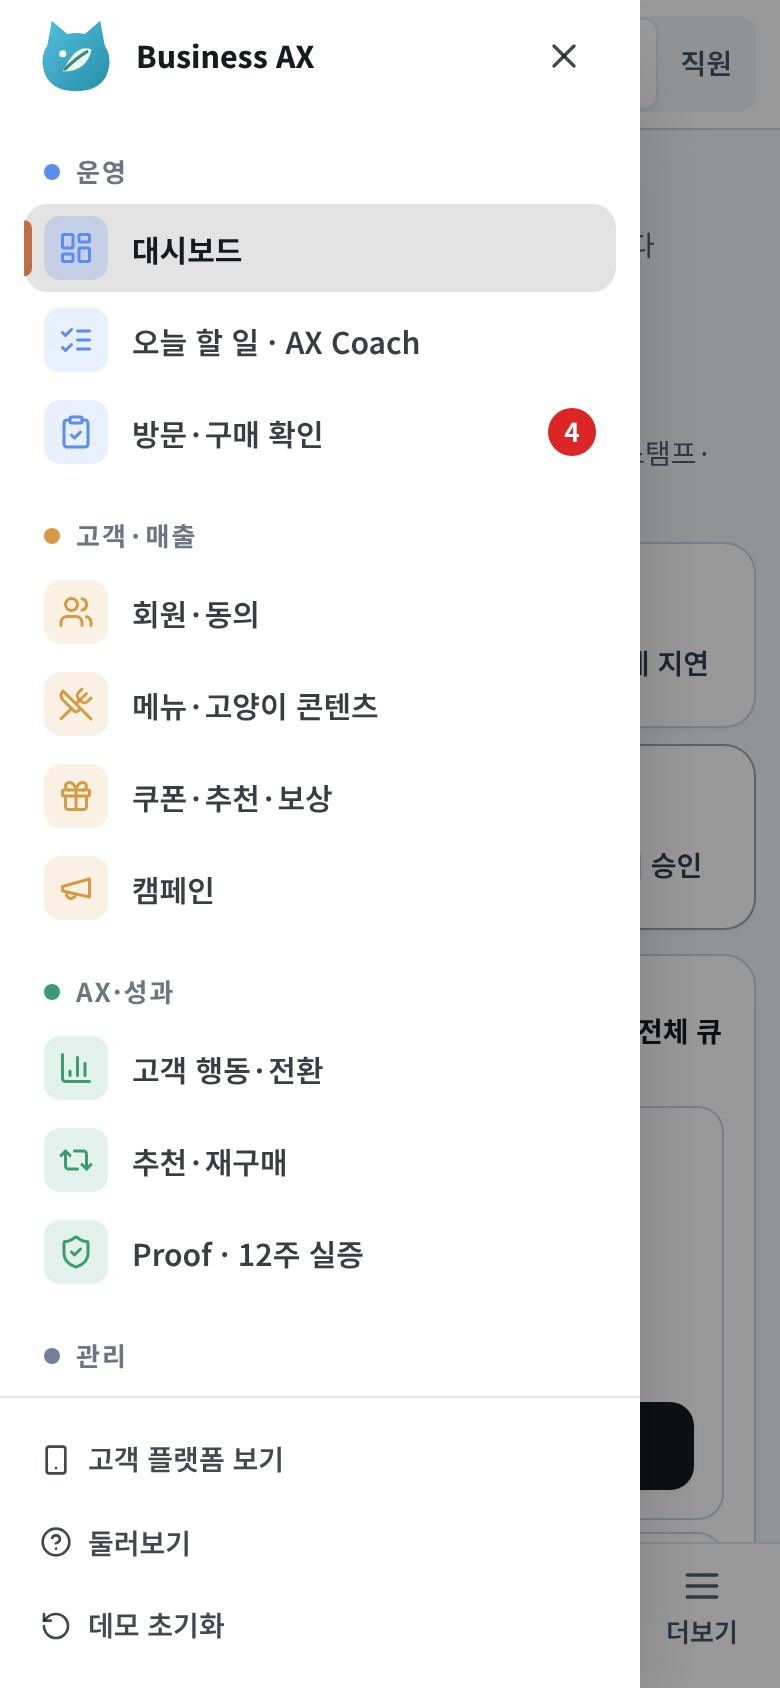 Business AX
직원
운영
대시보드
오늘 할 일 · AX Coach
방문·구매 확인
4
고객·매출
회원·동의
메뉴·고양이 콘텐츠
쿠폰·추천·보상
캠페인
AX·성과
고객 행동·전환
추천·재구매
Proof · 12주 실증
관리
고객 플랫폼 보기
둘러보기
데모 초기화
다
지연
승인
전체 큐
더보기